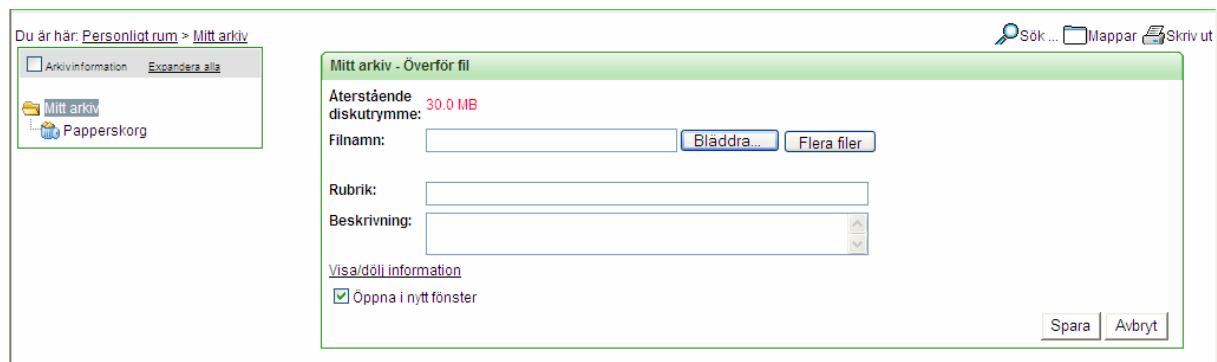 Du är här: Personligt rum > Mitt arkiv
Sök ... Mappar Skriv ut
Arkivinformation Expandera alla
Mitt arkiv
Papperskorg
Mitt arkiv - Överför fil
Återstående diskutrymme: 30.0 MB
Filnamn: Bläddra... Flera filer
Rubrik:
Beskrivning:
Visa/dölj information
Öppna i nytt fönster
Spara Avbryt